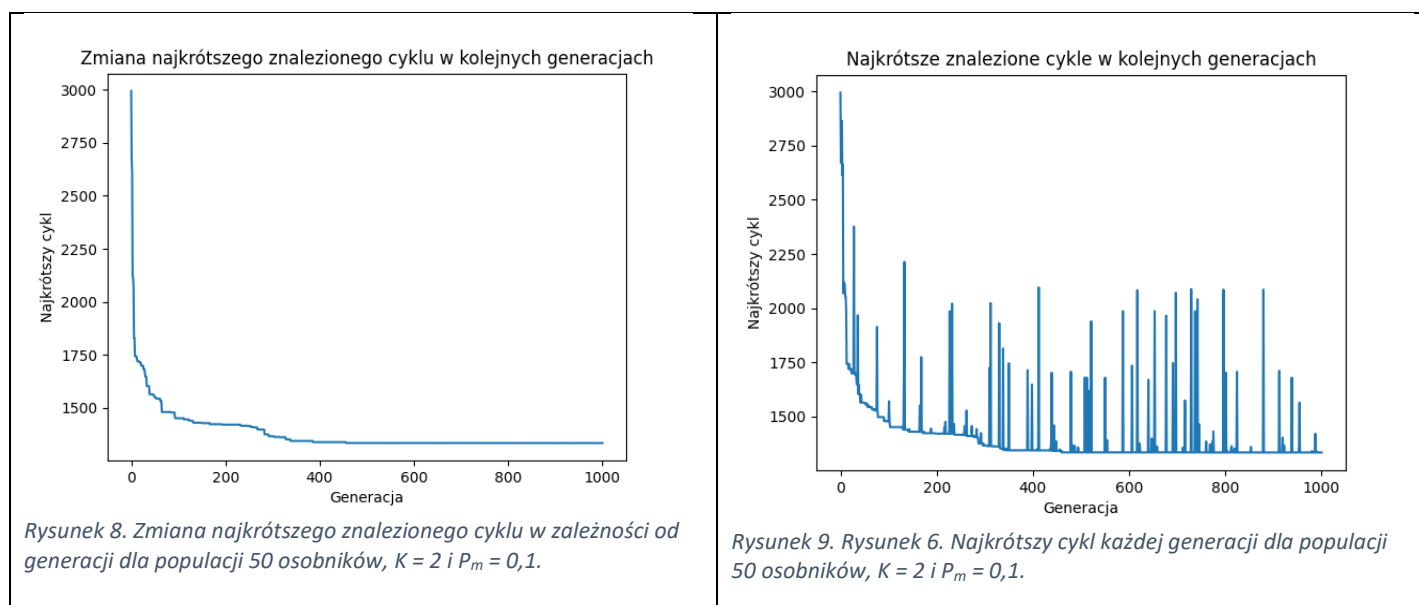 Zmiana najkrótszego znalezionego cyklu w kolejnych generacjach
3000
2750
2500
2250
2000
1750
1500
Najkrótszy cykl
0
200
400
600
800
1000
Generacja
Rysunek 8. Zmiana najkrótszego znalezionego cyklu w zależności od
generacji dla populacji 50 osobników, K = 2 i Pm = 0,1.
Najkrótsze znalezione cykle w kolejnych generacjach
3000
2750
2500
2250
2000
1750
1500
Najkrótszy cykl
0
200
400
600
800
1000
Generacja
Rysunek 9. Rysunek 6. Najkrótszy cykl każdej generacji dla populacji
50 osobników, K = 2 i Pm = 0,1.